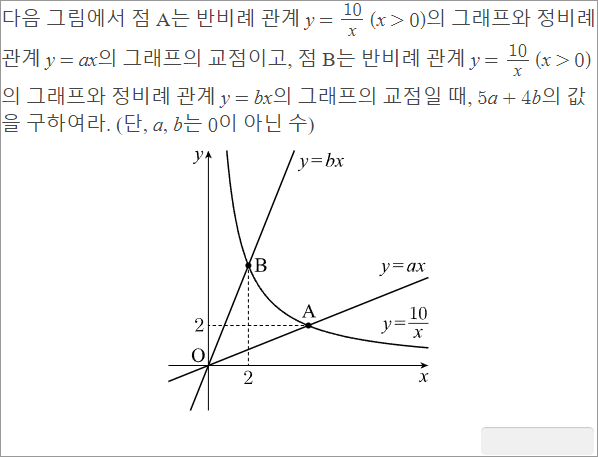 다음 그림에서 점 A는 반비례 관계 y = 10/x (x > 0)의 그래프와 정비례
관계 y = ax의 그래프의 교점이고, 점 B는 반비례 관계 y = 10/x (x > 0)
의 그래프와 정비례 관계 y = bx의 그래프의 교점일 때, 5a + 4b의 값
을 구하여라. (단, a, b는 0이 아닌 수)
y
y=bx
B
y=ax
A
2
y=10/x
O
2
x